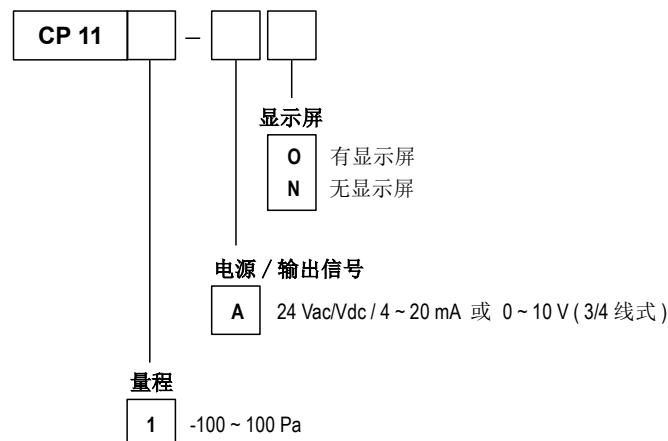 CP 11 –
显示屏
O 有显示屏
N 无显示屏
电源 / 输出信号
A 24 Vac/Vdc / 4 ~ 20 mA 或 0 ~ 10 V ( 3/4 线式 )
量程
1 -100 ~ 100 Pa